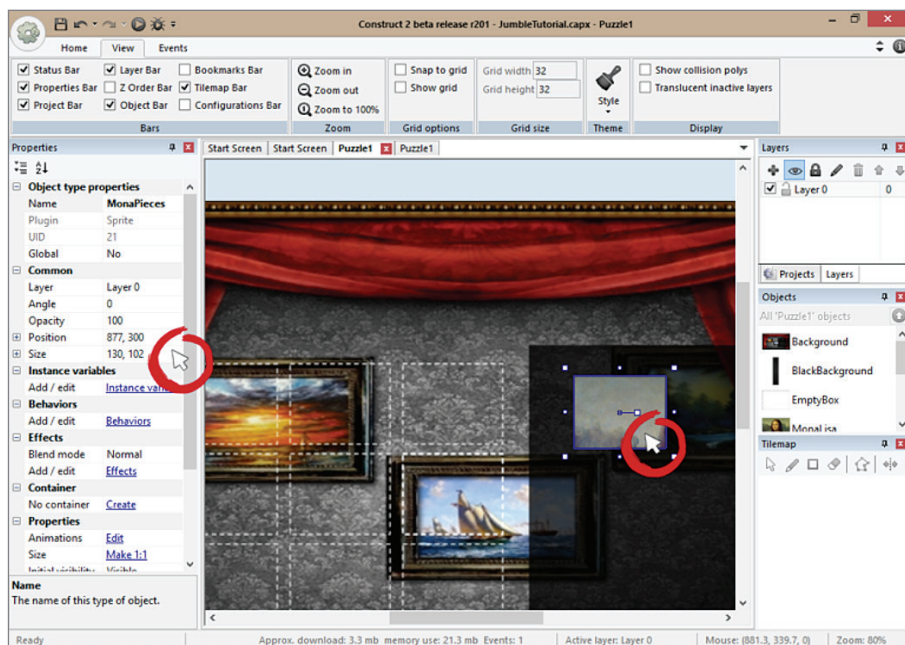 Construct 2 beta release r201 - JumbleTutorial.capx - Puzzle1
Home View Events
Status Bar Layer Bar Bookmarks Bar
Properties Bar Z Order Bar Tilemap Bar
Project Bar Object Bar Configurations Bar
Bars
Zoom in
Zoom out
Zoom to 100%
Zoom
Snap to grid
Show grid
Grid options
Grid width 32
Grid height 32
Grid size
Style
Theme
Show collision polys
Translucent inactive layers
Display
Properties
Object type properties
Name MonaPieces
Plugin Sprite
UID 21
Global No
Common
Layer Layer 0
Angle 0
Opacity 100
Position 877, 300
Size 130, 102
Instance variables
Add / edit Instance
Behaviors
Add / edit Behaviors
Effects
Blend mode Normal
Add / edit Effects
Container
No container Create
Properties
Animations Edit
Size Make 1:1
Initial visibility Visible
Name
The name of this type of object.
Start Screen Start Screen Puzzle1 Puzzle1
Layers
Layer 0 0
Projects Layers
Objects
All 'Puzzle1' objects
Background
BlackBackground
EmptyBox
MonaLisa
Tilemap
Ready Approx. download: 3.3 mb memory use: 21.3 mb Events: 1 Active layer: Layer 0 Mouse: (881.3, 339.7, 0) Zoom: 80%